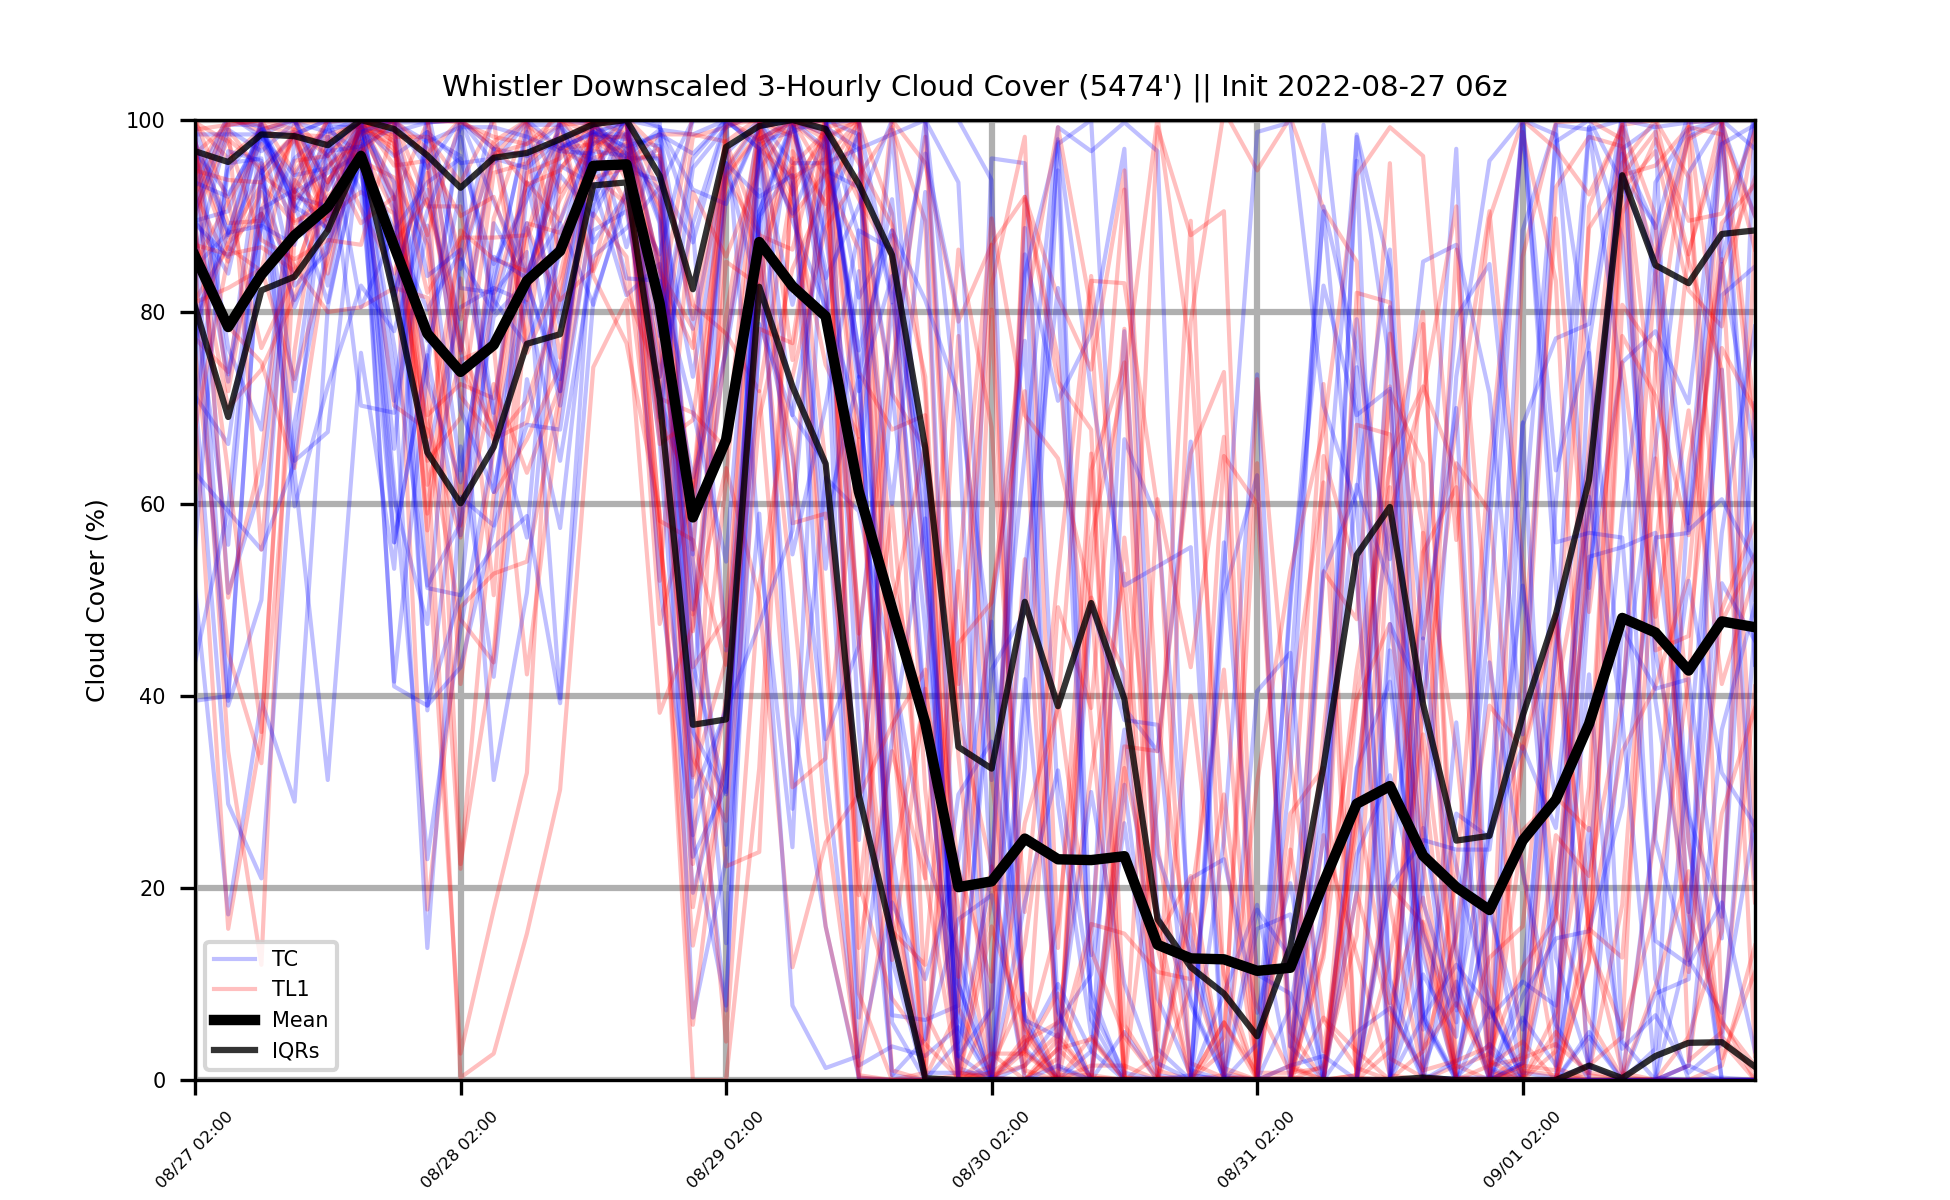 Whistler Downscaled 3-Hourly Cloud Cover (5474') || Init 2022-08-27 06z
Cloud Cover (%)
100
80
60
40
20
0
TC
TL1
Mean
IQRs
08/27 02:00
08/28 02:00
08/29 02:00
08/30 02:00
08/31 02:00
09/01 02:00